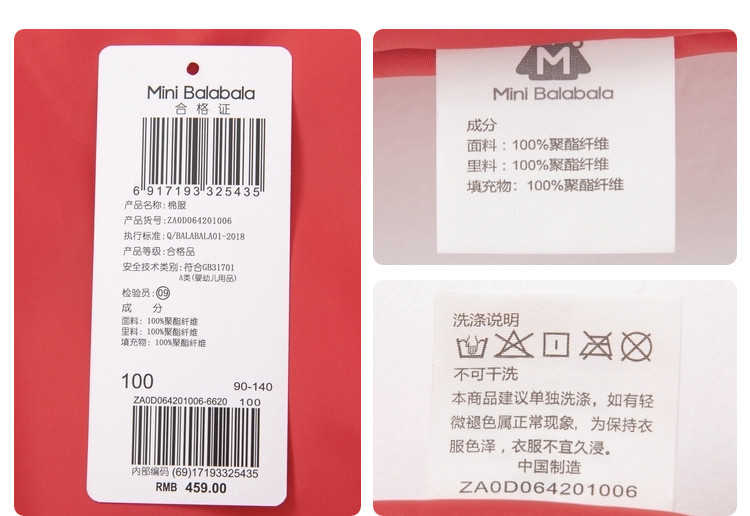 Mini Balabala
合格证
6 917193 325435
产品名称: 棉服
产品货号: ZA0D064201006
执行标准: Q/BALABALA01-2018
产品等级: 合格品
安全技术类别: 符合GB31701
A类(婴幼儿用品)
检验员: 09
成 分
面料: 100%聚酯纤维
里料: 100%聚酯纤维
填充物: 100%聚酯纤维
100
90-140
ZA0D064201006-6620 100
内部编码 (69)17193325435
RMB 459.00
M
Mini Balabala
成分
面料：100%聚酯纤维
里料：100%聚酯纤维
填充物：100%聚酯纤维
洗涤说明
不可干洗
本商品建议单独洗涤，如有轻
微褪色属正常现象，为保持衣
服色泽，衣服不宜久浸。
中国制造
ZA0D064201006